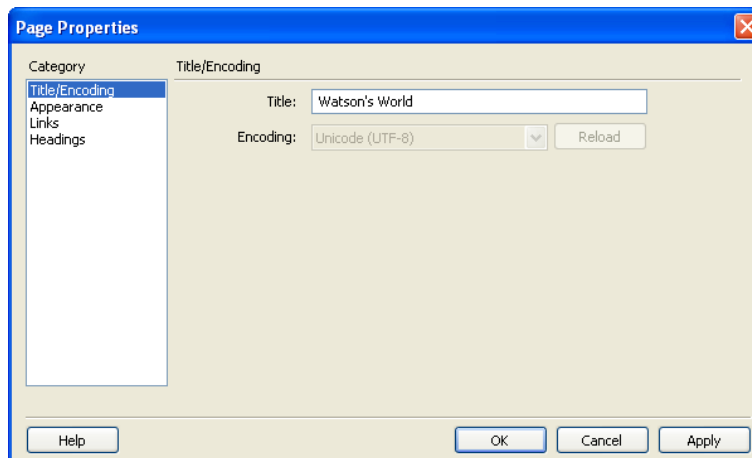 Page Properties
Category
Title/Encoding
Appearance
Links
Headings
Title/Encoding
Title: Watson's World
Encoding: Unicode (UTF-8) Reload
Help OK Cancel Apply